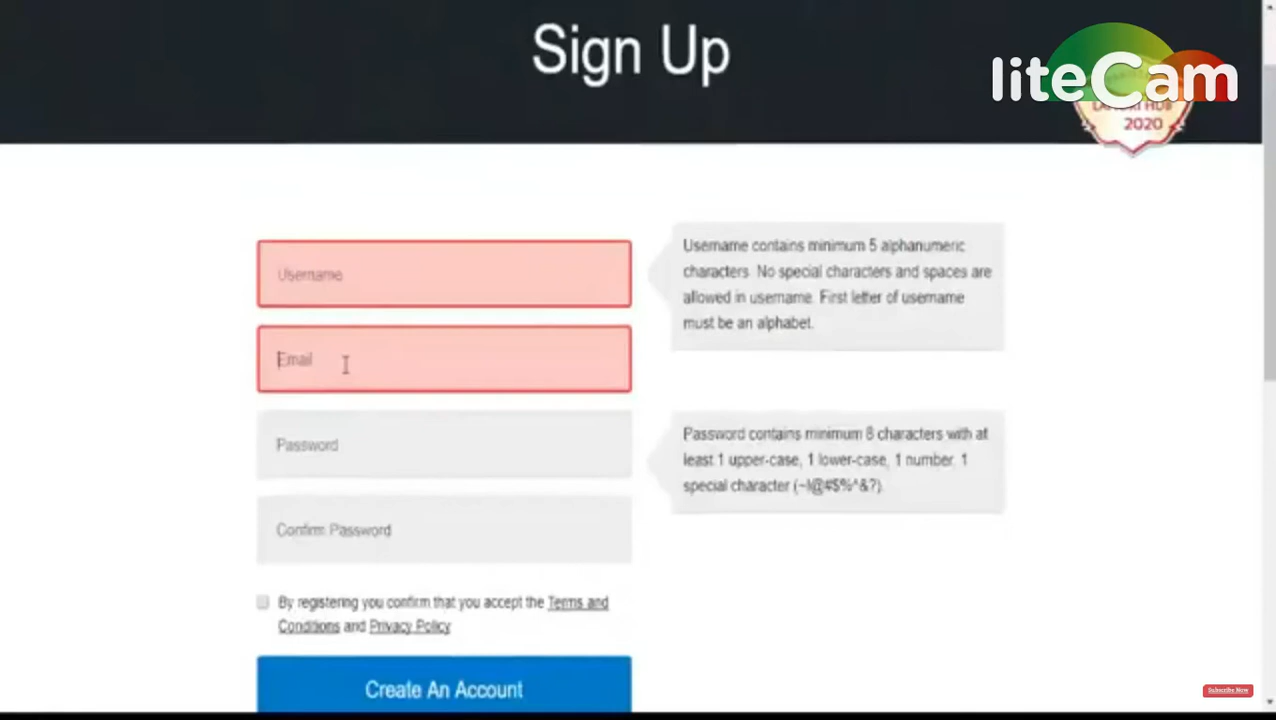 Sign Up
liteCam
2020
Username
Username contains minimum 5 alphanumeric
characters. No special characters and spaces are
allowed in username. First letter of username
must be an alphabet.
Email
Password
Password contains minimum 8 characters with at
least 1 upper-case, 1 lower-case, 1 number, 1
special character (~!@#$%^&?).
Confirm Password
By registering you confirm that you accept the Terms and
Conditions and Privacy Policy
Create An Account
Subscribe Now